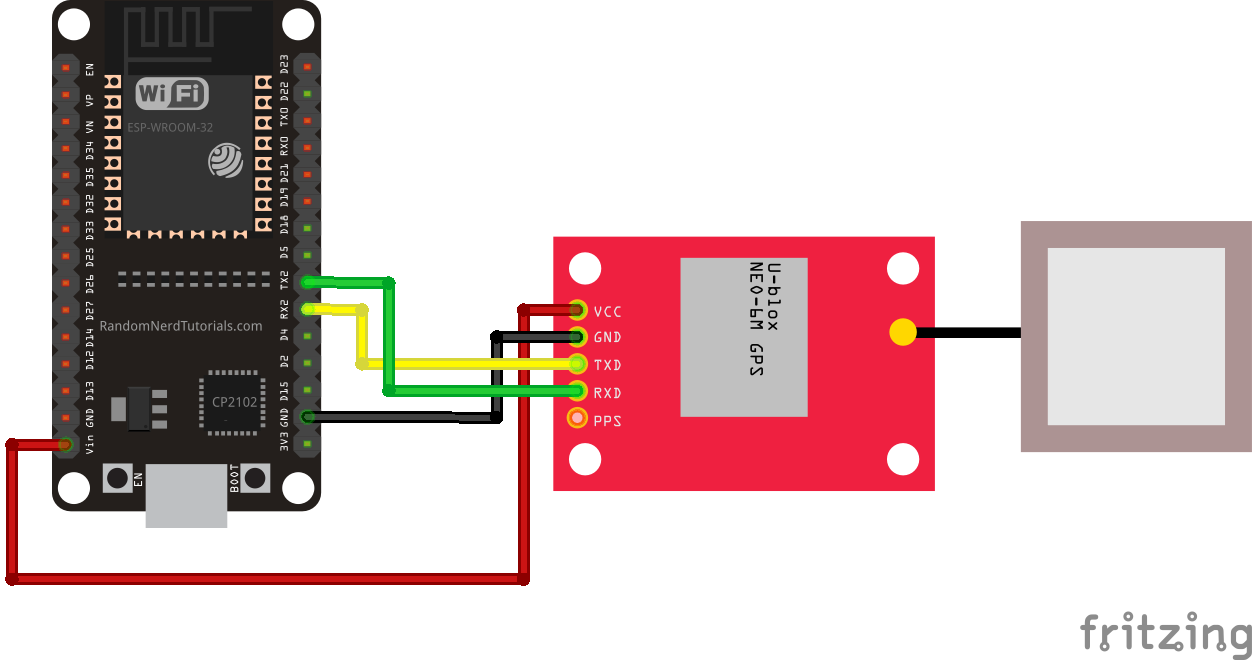 EN
VP
VN
D34
D35
D32
D33
D25
D26
D27
D14
D12
D13
GND
Vin
WiFi
ESP-WROOM-32
RandomNerdTutorials.com
CP2102
EN
BOOT
D23
D22
TX0
RX0
D21
D19
D18
D5
TX2
RX2
D4
D2
D15
GND
3V3
VCC
GND
TXD
RXD
PPS
U-blox
NEO-6M GPS
fritzing